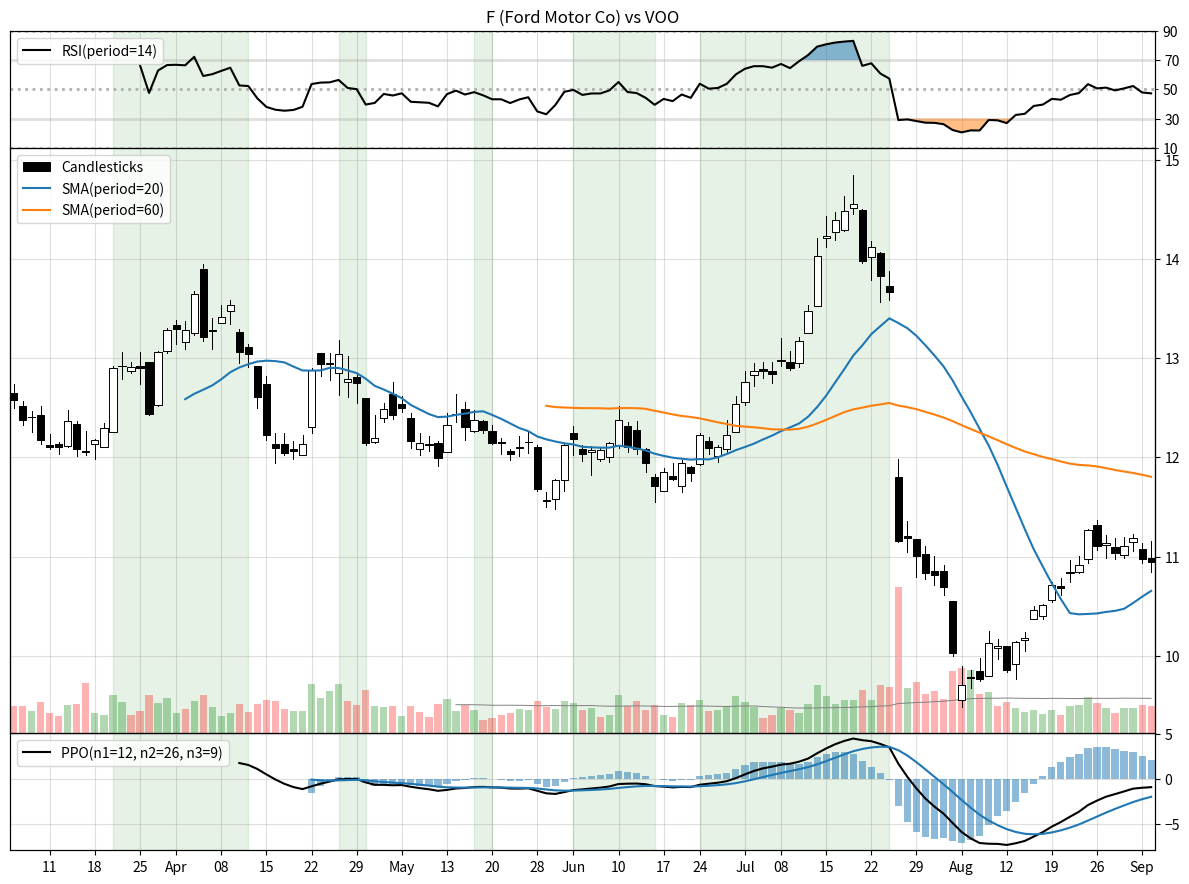 F (Ford Motor Co) vs VOO
RSI(period=14)
90
70
50
30
10
Candlesticks
SMA(period=20)
SMA(period=60)
15
14
13
12
11
10
PPO(n1=12, n2=26, n3=9)
5
0
−5
11 18 25 Apr 08 15 22 29 May 13 20 28 Jun 10 17 24 Jul 08 15 22 29 Aug 12 19 26 Sep